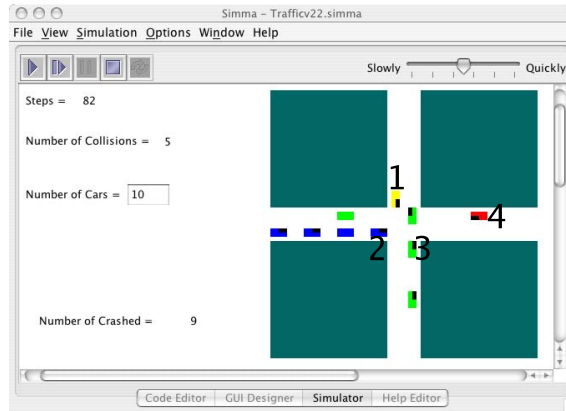 Simma – Trafficv22.simma
File View Simulation Options Window Help
Slowly Quickly
Steps = 82
Number of Collisions = 5
Number of Cars = 10
Number of Crashed = 9
1
4
2 3
Code Editor GUI Designer Simulator Help Editor